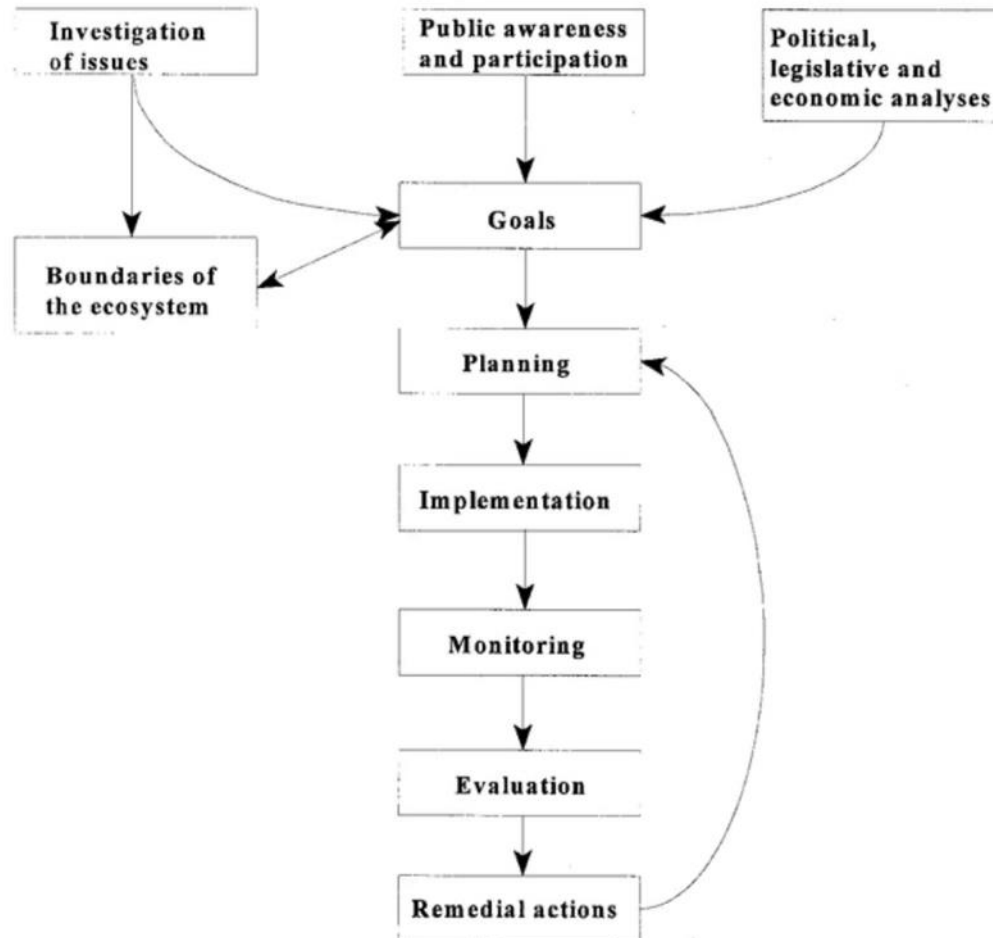 Investigation
of issues
Public awareness
and participation
Political,
legislative and
economic analyses
Goals
Boundaries of
the ecosystem
Planning
Implementation
Monitoring
Evaluation
Remedial actions